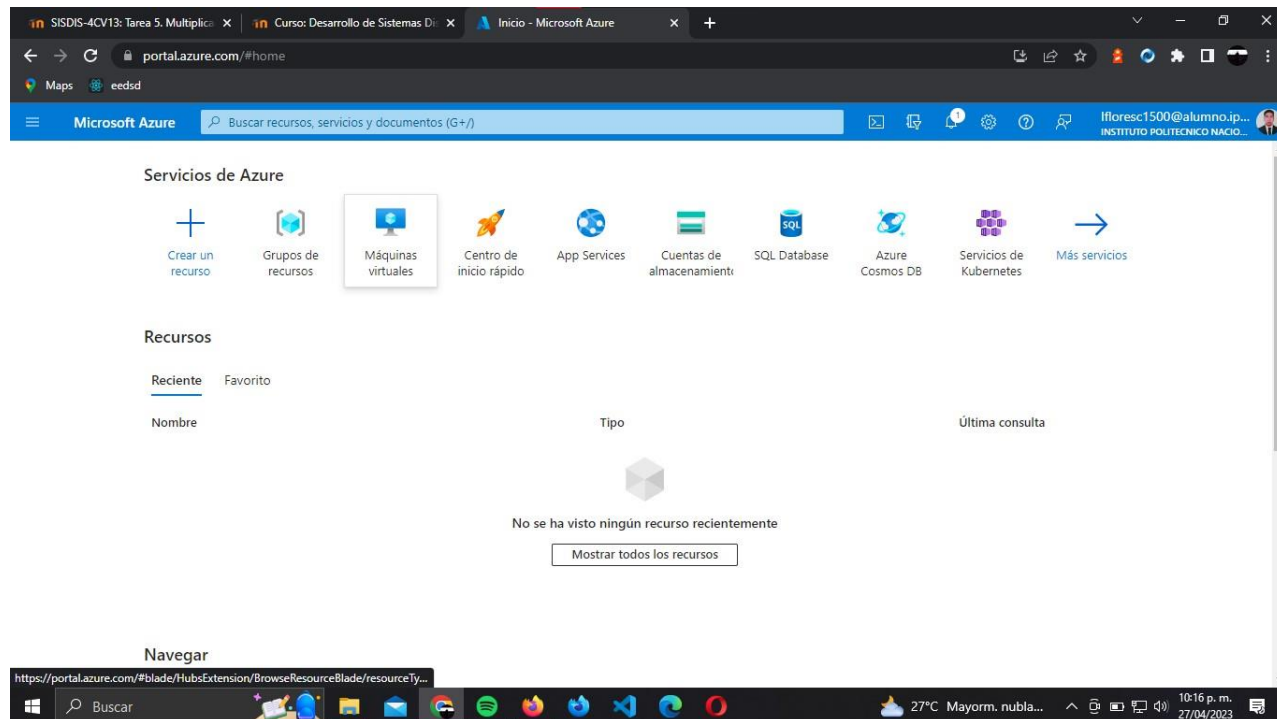 SISDIS-4CV13: Tarea 5. Multiplica
Curso: Desarrollo de Sistemas Di
Inicio - Microsoft Azure
portal.azure.com/#home
Maps
eedsd
Microsoft Azure
Buscar recursos, servicios y documentos (G+/)
1
lfloresc1500@alumno.ip...
INSTITUTO POLITECNICO NACIO...
Servicios de Azure
Crear un
recurso
Grupos de
recursos
Máquinas
virtuales
Centro de
inicio rápido
App Services
Cuentas de
almacenamiento
SQL
SQL Database
Azure
Cosmos DB
Servicios de
Kubernetes
Más servicios
Recursos
Reciente
Favorito
Nombre
Tipo
Última consulta
No se ha visto ningún recurso recientemente
Mostrar todos los recursos
Navegar
https://portal.azure.com/#blade/HubsExtension/BrowseResourceBlade/resourceTy...
Buscar
27°C Mayorm. nubla...
10:16 p. m.
27/04/2023